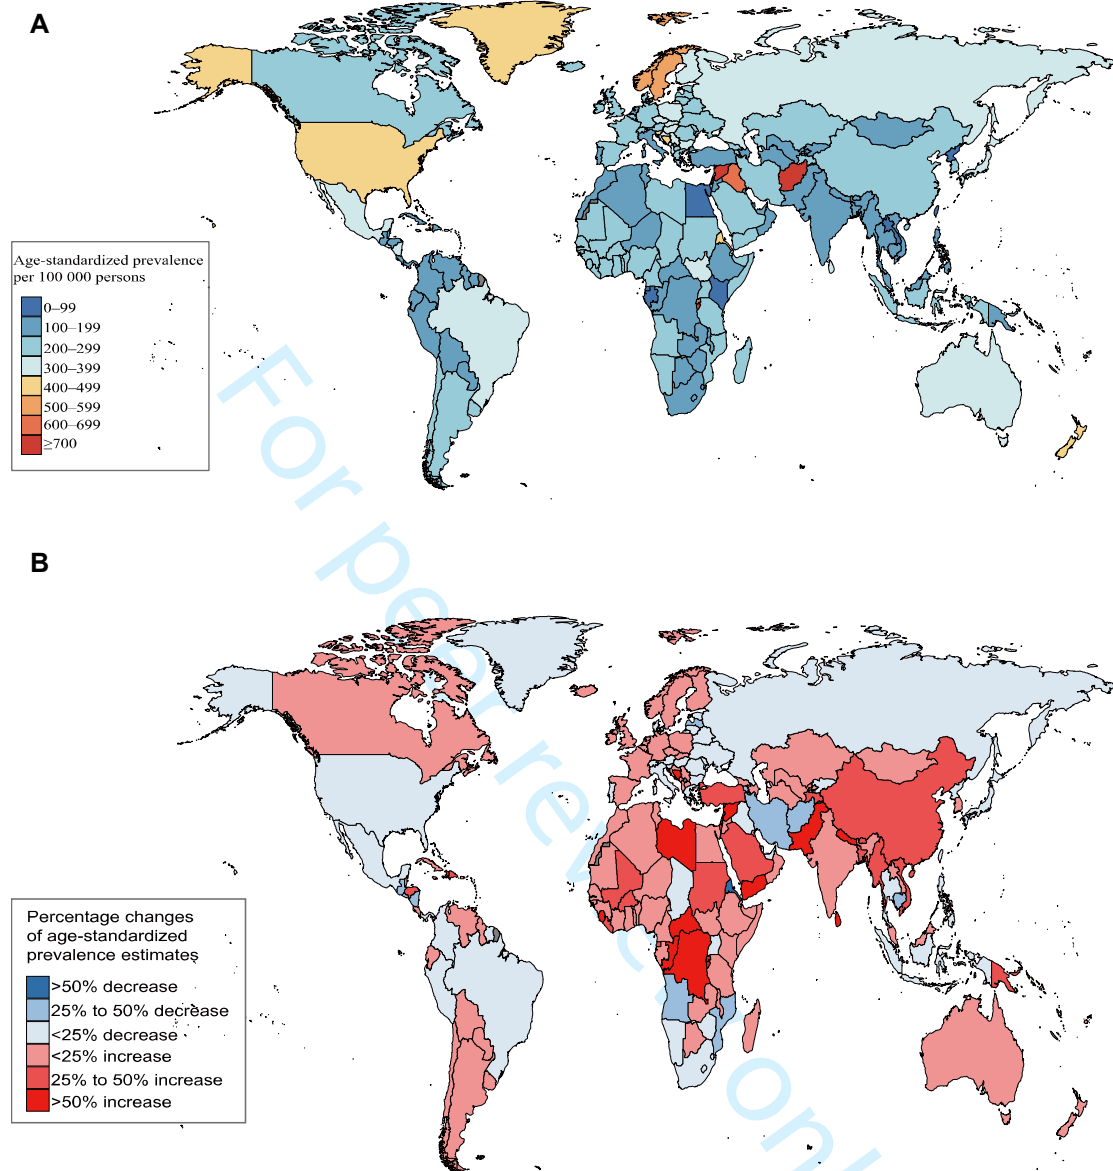 A
Age-standardized prevalence
per 100 000 persons
0–99
100–199
200–299
300–399
400–499
500–599
600–699
≥700
For peer review only
B
Percentage changes
of age-standardized
prevalence estimates
>50% decrease
25% to 50% decrease
<25% decrease
<25% increase
25% to 50% increase
>50% increase